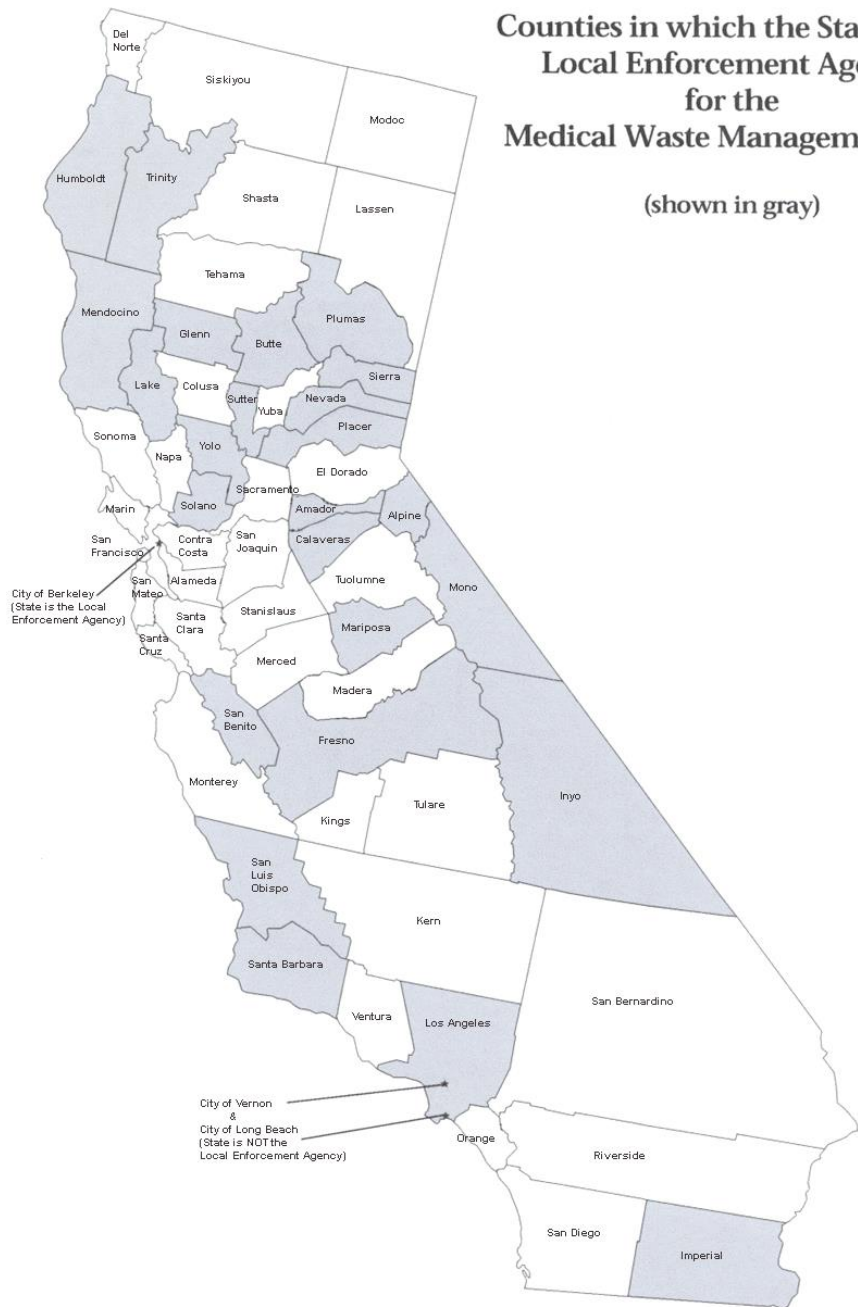 Counties in which the Sta
Local Enforcement Age
for the
Medical Waste Managem
(shown in gray)
Del
Norte
Siskiyou
Modoc
Humboldt
Trinity
Shasta
Lassen
Tehama
Mendocino
Glenn
Butte
Plumas
Lake
Colusa
Sutter
Yuba
Nevada
Sierra
Placer
Sonoma
Napa
Yolo
El Dorado
Sacramento
Marin
Solano
Amador
Alpine
San
Francisco
Contra
Costa
San
Joaquin
Calaveras
Mono
City of Berkeley
(State is the Local
Enforcement Agency)
San
Mateo
Alameda
Tuolumne
Stanislaus
Santa
Clara
Santa
Cruz
Mariposa
Merced
Madera
San
Benito
Fresno
Monterey
Kings
Tulare
Inyo
San
Luis
Obispo
Kern
Santa Barbara
Ventura
Los Angeles
San Bernardino
City of Vernon
&
City of Long Beach
(State is NOT the
Local Enforcement Agency)
Orange
Riverside
San Diego
Imperial